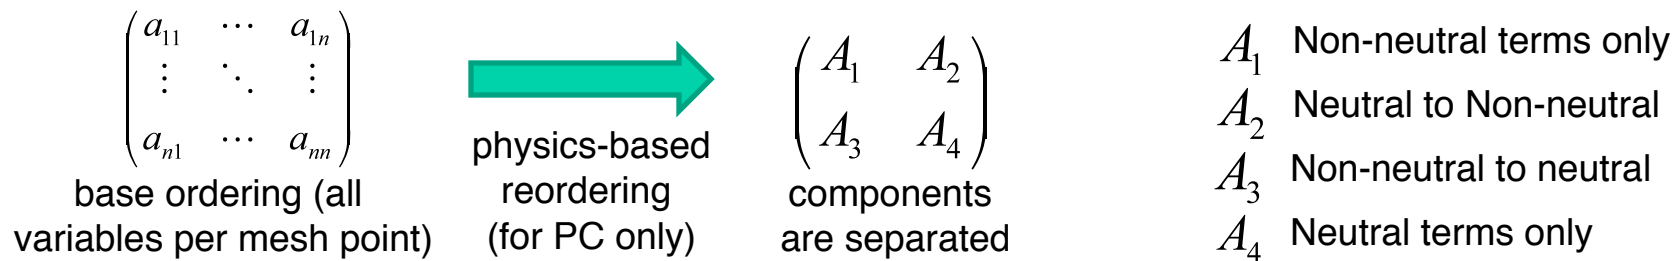 a11 ⋯ a1n
⋮ ⋱ ⋮
an1 ⋯ ann
base ordering (all
variables per mesh point)
physics-based
reordering
(for PC only)
A1 A2
A3 A4
components
are separated
A1 Non-neutral terms only
A2 Neutral to Non-neutral
A3 Non-neutral to neutral
A4 Neutral terms only